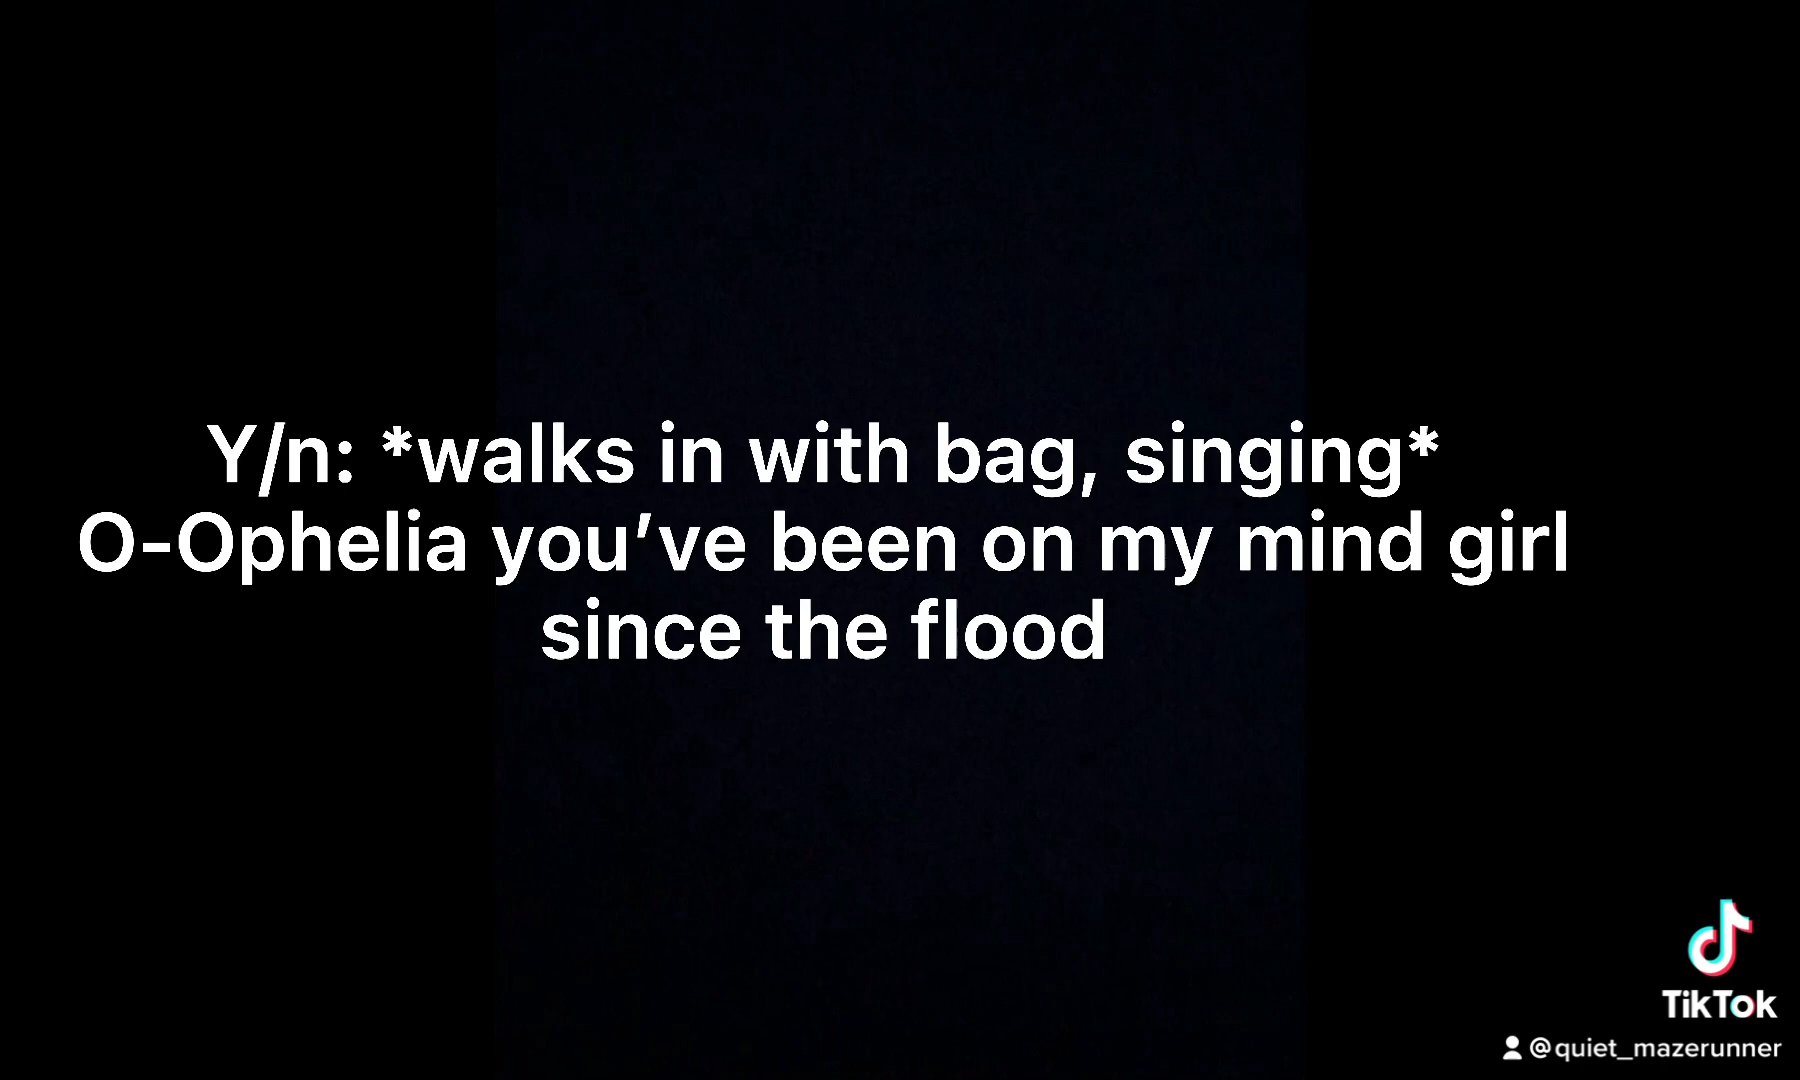 Y/n: *walks in with bag, singing*
O-Ophelia you’ve been on my mind girl
since the flood
TikTok
@quiet_mazerunner